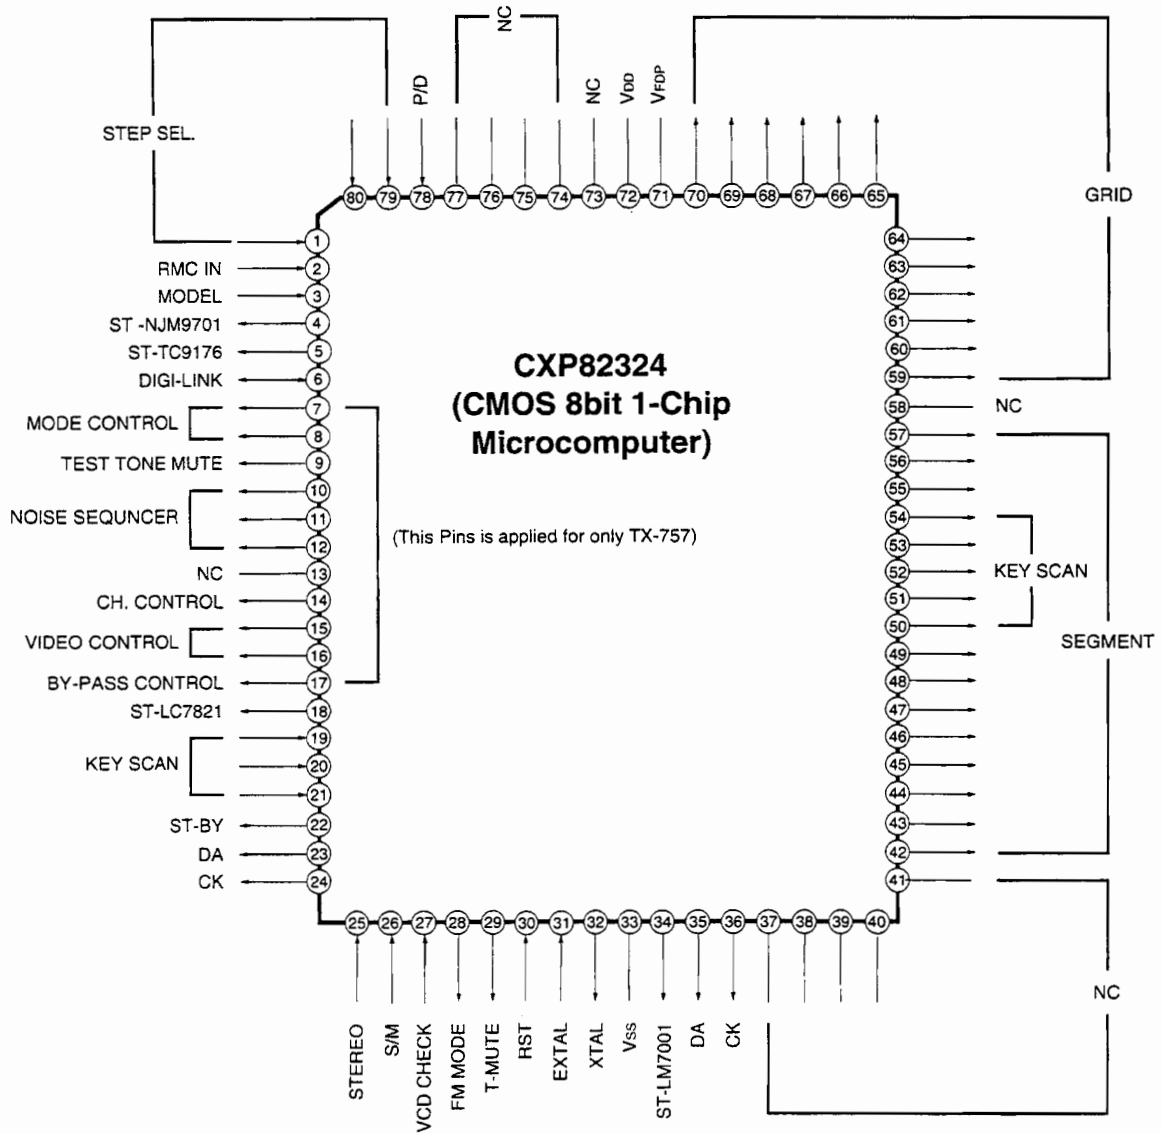 NC
STEP SEL.
P/D
NC
VDD
VFDP
GRID
80 79 78 77 76 75 74 73 72 71 70 69 68 67 66 65
1
RMC IN 2
MODEL 3
ST -NJM9701 4
ST-TC9176 5
DIGI-LINK 6
7
MODE CONTROL
8
TEST TONE MUTE 9
10
NOISE SEQUNCER 11
12
NC 13
CH. CONTROL 14
15
VIDEO CONTROL
16
BY-PASS CONTROL 17
ST-LC7821 18
19
KEY SCAN 20
21
ST-BY 22
DA 23
CK 24
CXP82324
(CMOS 8bit 1-Chip
Microcomputer)
(This Pins is applied for only TX-757)
64
63
62
61
60
59
58 NC
57
56
55
54
53
52 KEY SCAN
51
50
49 SEGMENT
48
47
46
45
44
43
42
41
25 26 27 28 29 30 31 32 33 34 35 36 37 38 39 40
STEREO
S/M
VCD CHECK
FM MODE
T-MUTE
RST
EXTAL
XTAL
VSS
ST-LM7001
DA
CK
NC